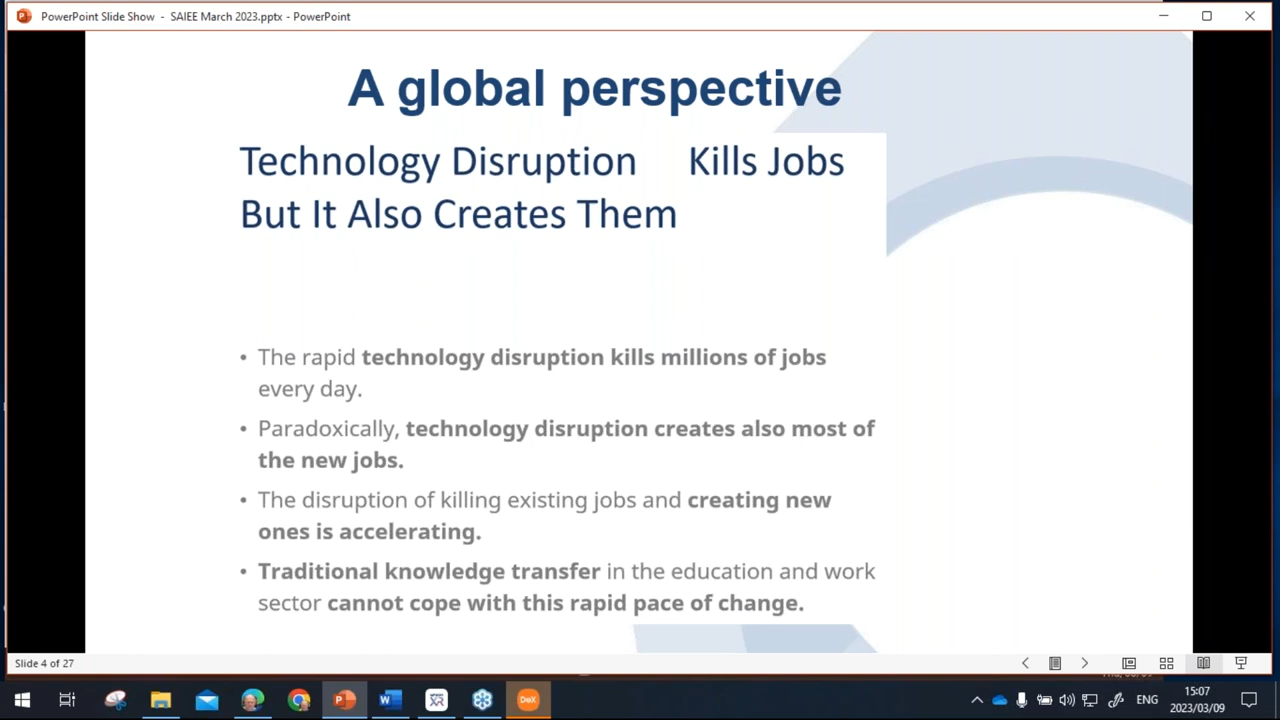 PowerPoint Slide Show - SAIEE March 2023.pptx - PowerPoint
A global perspective
Technology Disruption Kills Jobs
But It Also Creates Them
• The rapid technology disruption kills millions of jobs
every day.
• Paradoxically, technology disruption creates also most of
the new jobs.
• The disruption of killing existing jobs and creating new
ones is accelerating.
• Traditional knowledge transfer in the education and work
sector cannot cope with this rapid pace of change.
Slide 4 of 27
DeX
XR
ENG
15:07
2023/03/09